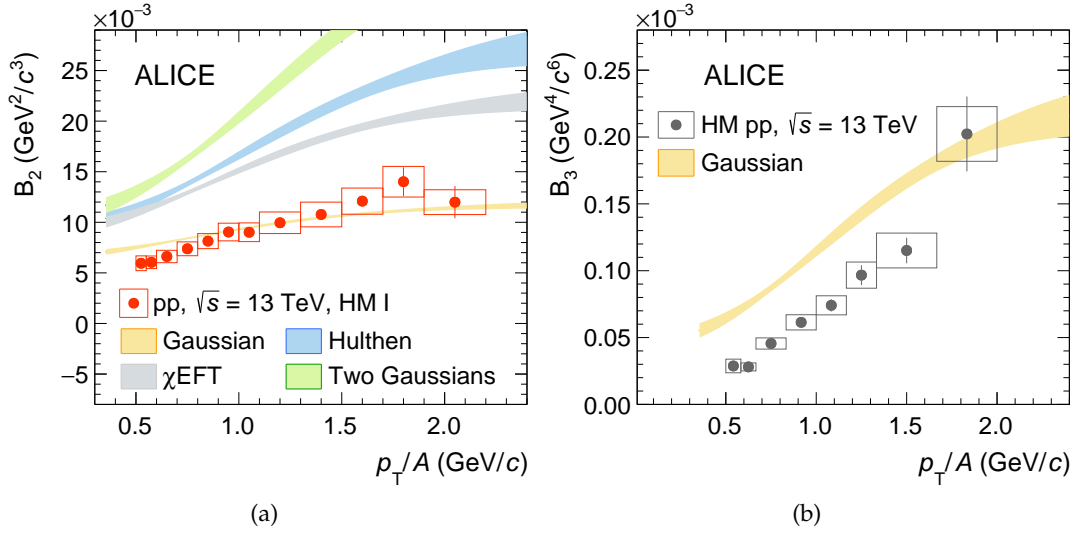 ×10⁻³
B₂ (GeV²/c³)
ALICE
25
20
15
10
5
0
−5
pp, √s = 13 TeV, HM I
Gaussian
Hulthen
χEFT
Two Gaussians
0.5 1.0 1.5 2.0
p_T/A (GeV/c)
(a)
×10⁻³
B₃ (GeV⁴/c⁶)
ALICE
0.25
0.20
0.15
0.10
0.05
0.00
HM pp, √s = 13 TeV
Gaussian
0.5 1.0 1.5 2.0
p_T/A (GeV/c)
(b)